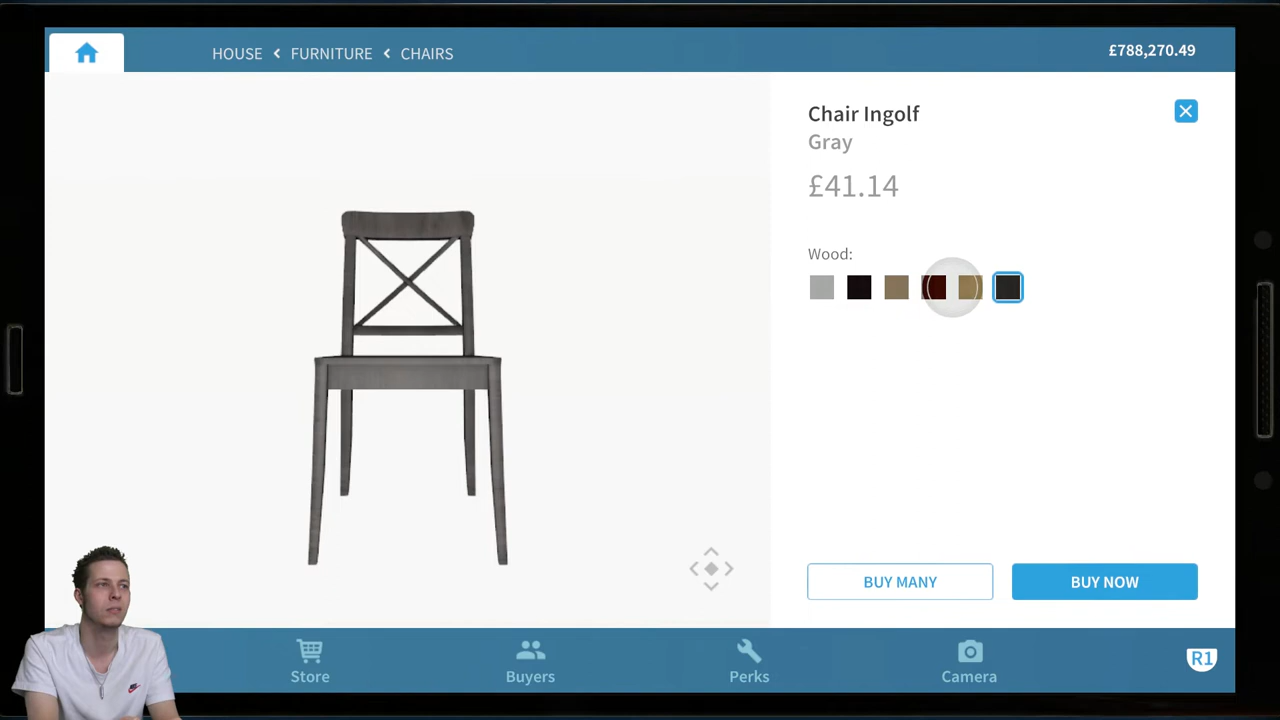 HOUSE < FURNITURE < CHAIRS
£788,270.49
Chair Ingolf
Gray
£41.14
Wood:
BUY MANY
BUY NOW
Store
Buyers
Perks
Camera
R1